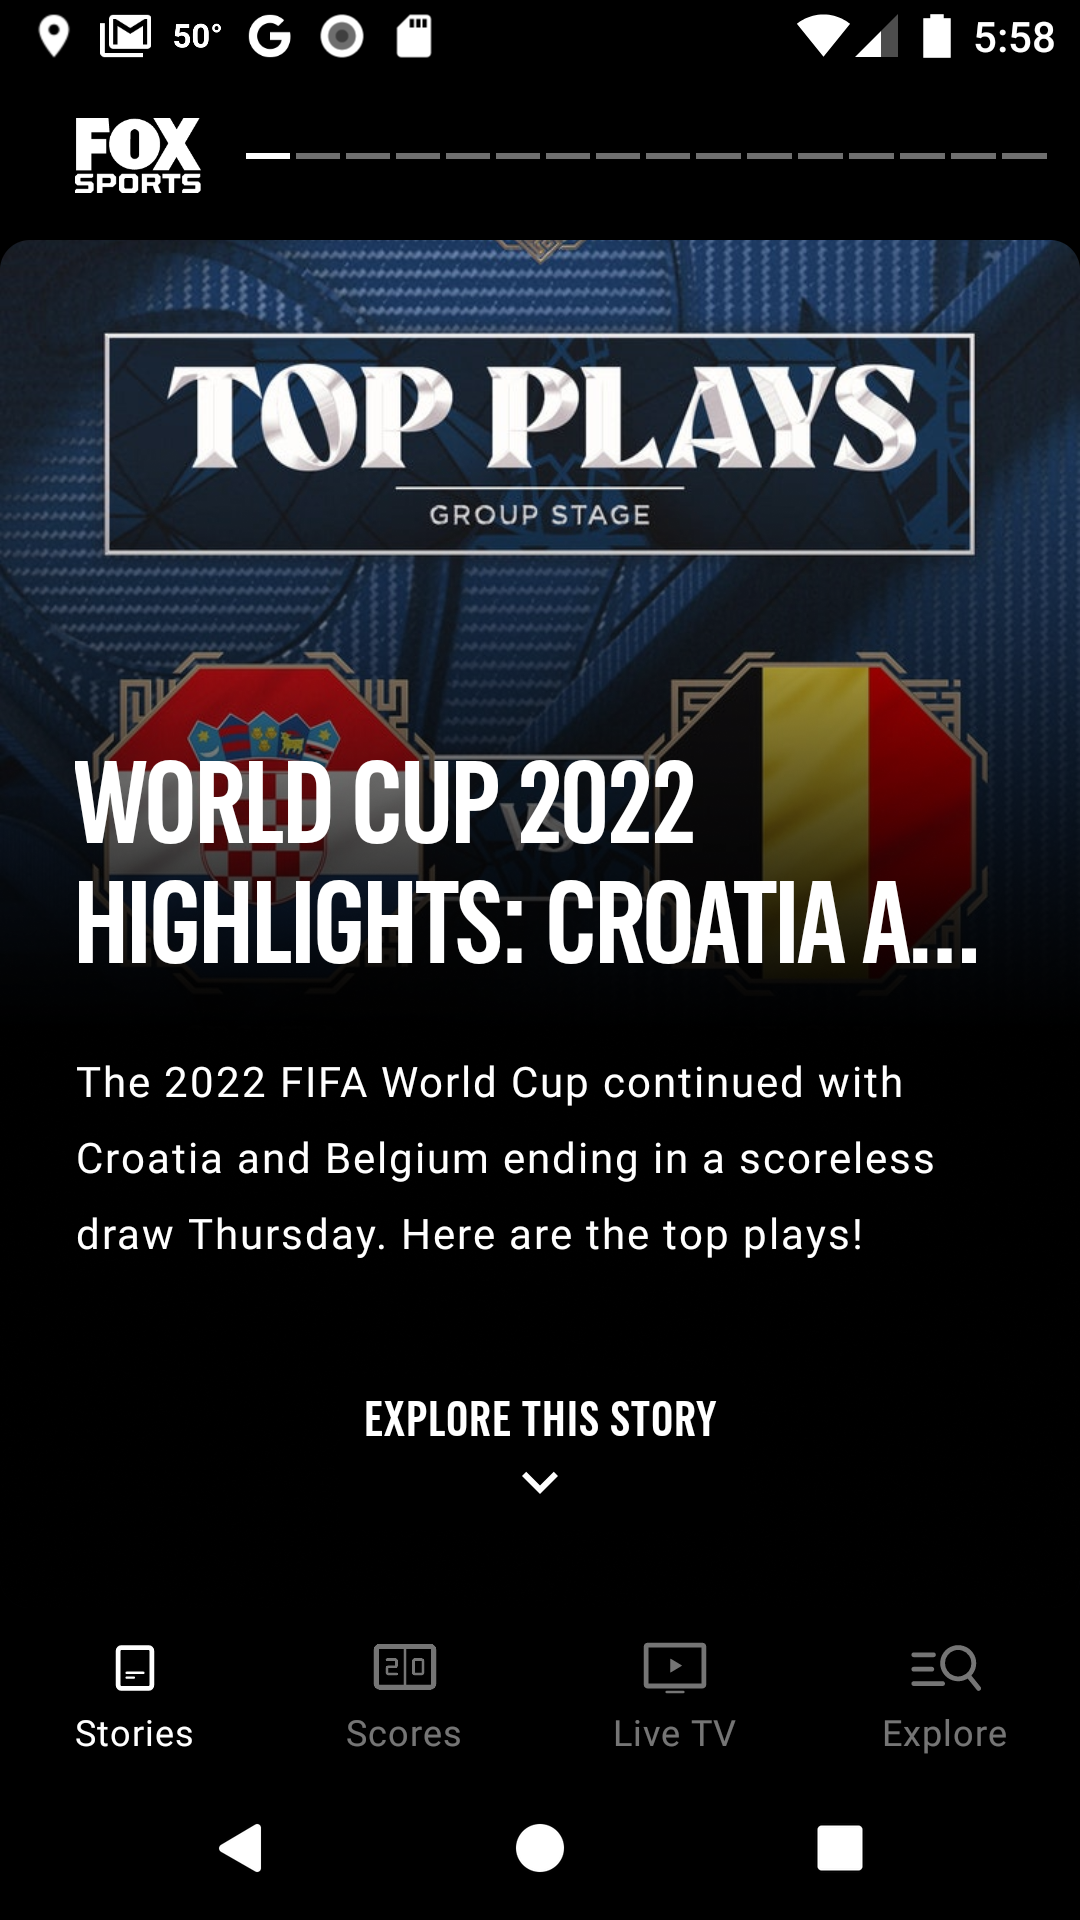 50°
5:58
FOX
SPORTS
TOP PLAYS
GROUP STAGE
VS
WORLD CUP 2022
HIGHLIGHTS: CROATIA A...
The 2022 FIFA World Cup continued with
Croatia and Belgium ending in a scoreless
draw Thursday. Here are the top plays!
EXPLORE THIS STORY
20
Stories
Scores
Live TV
Explore